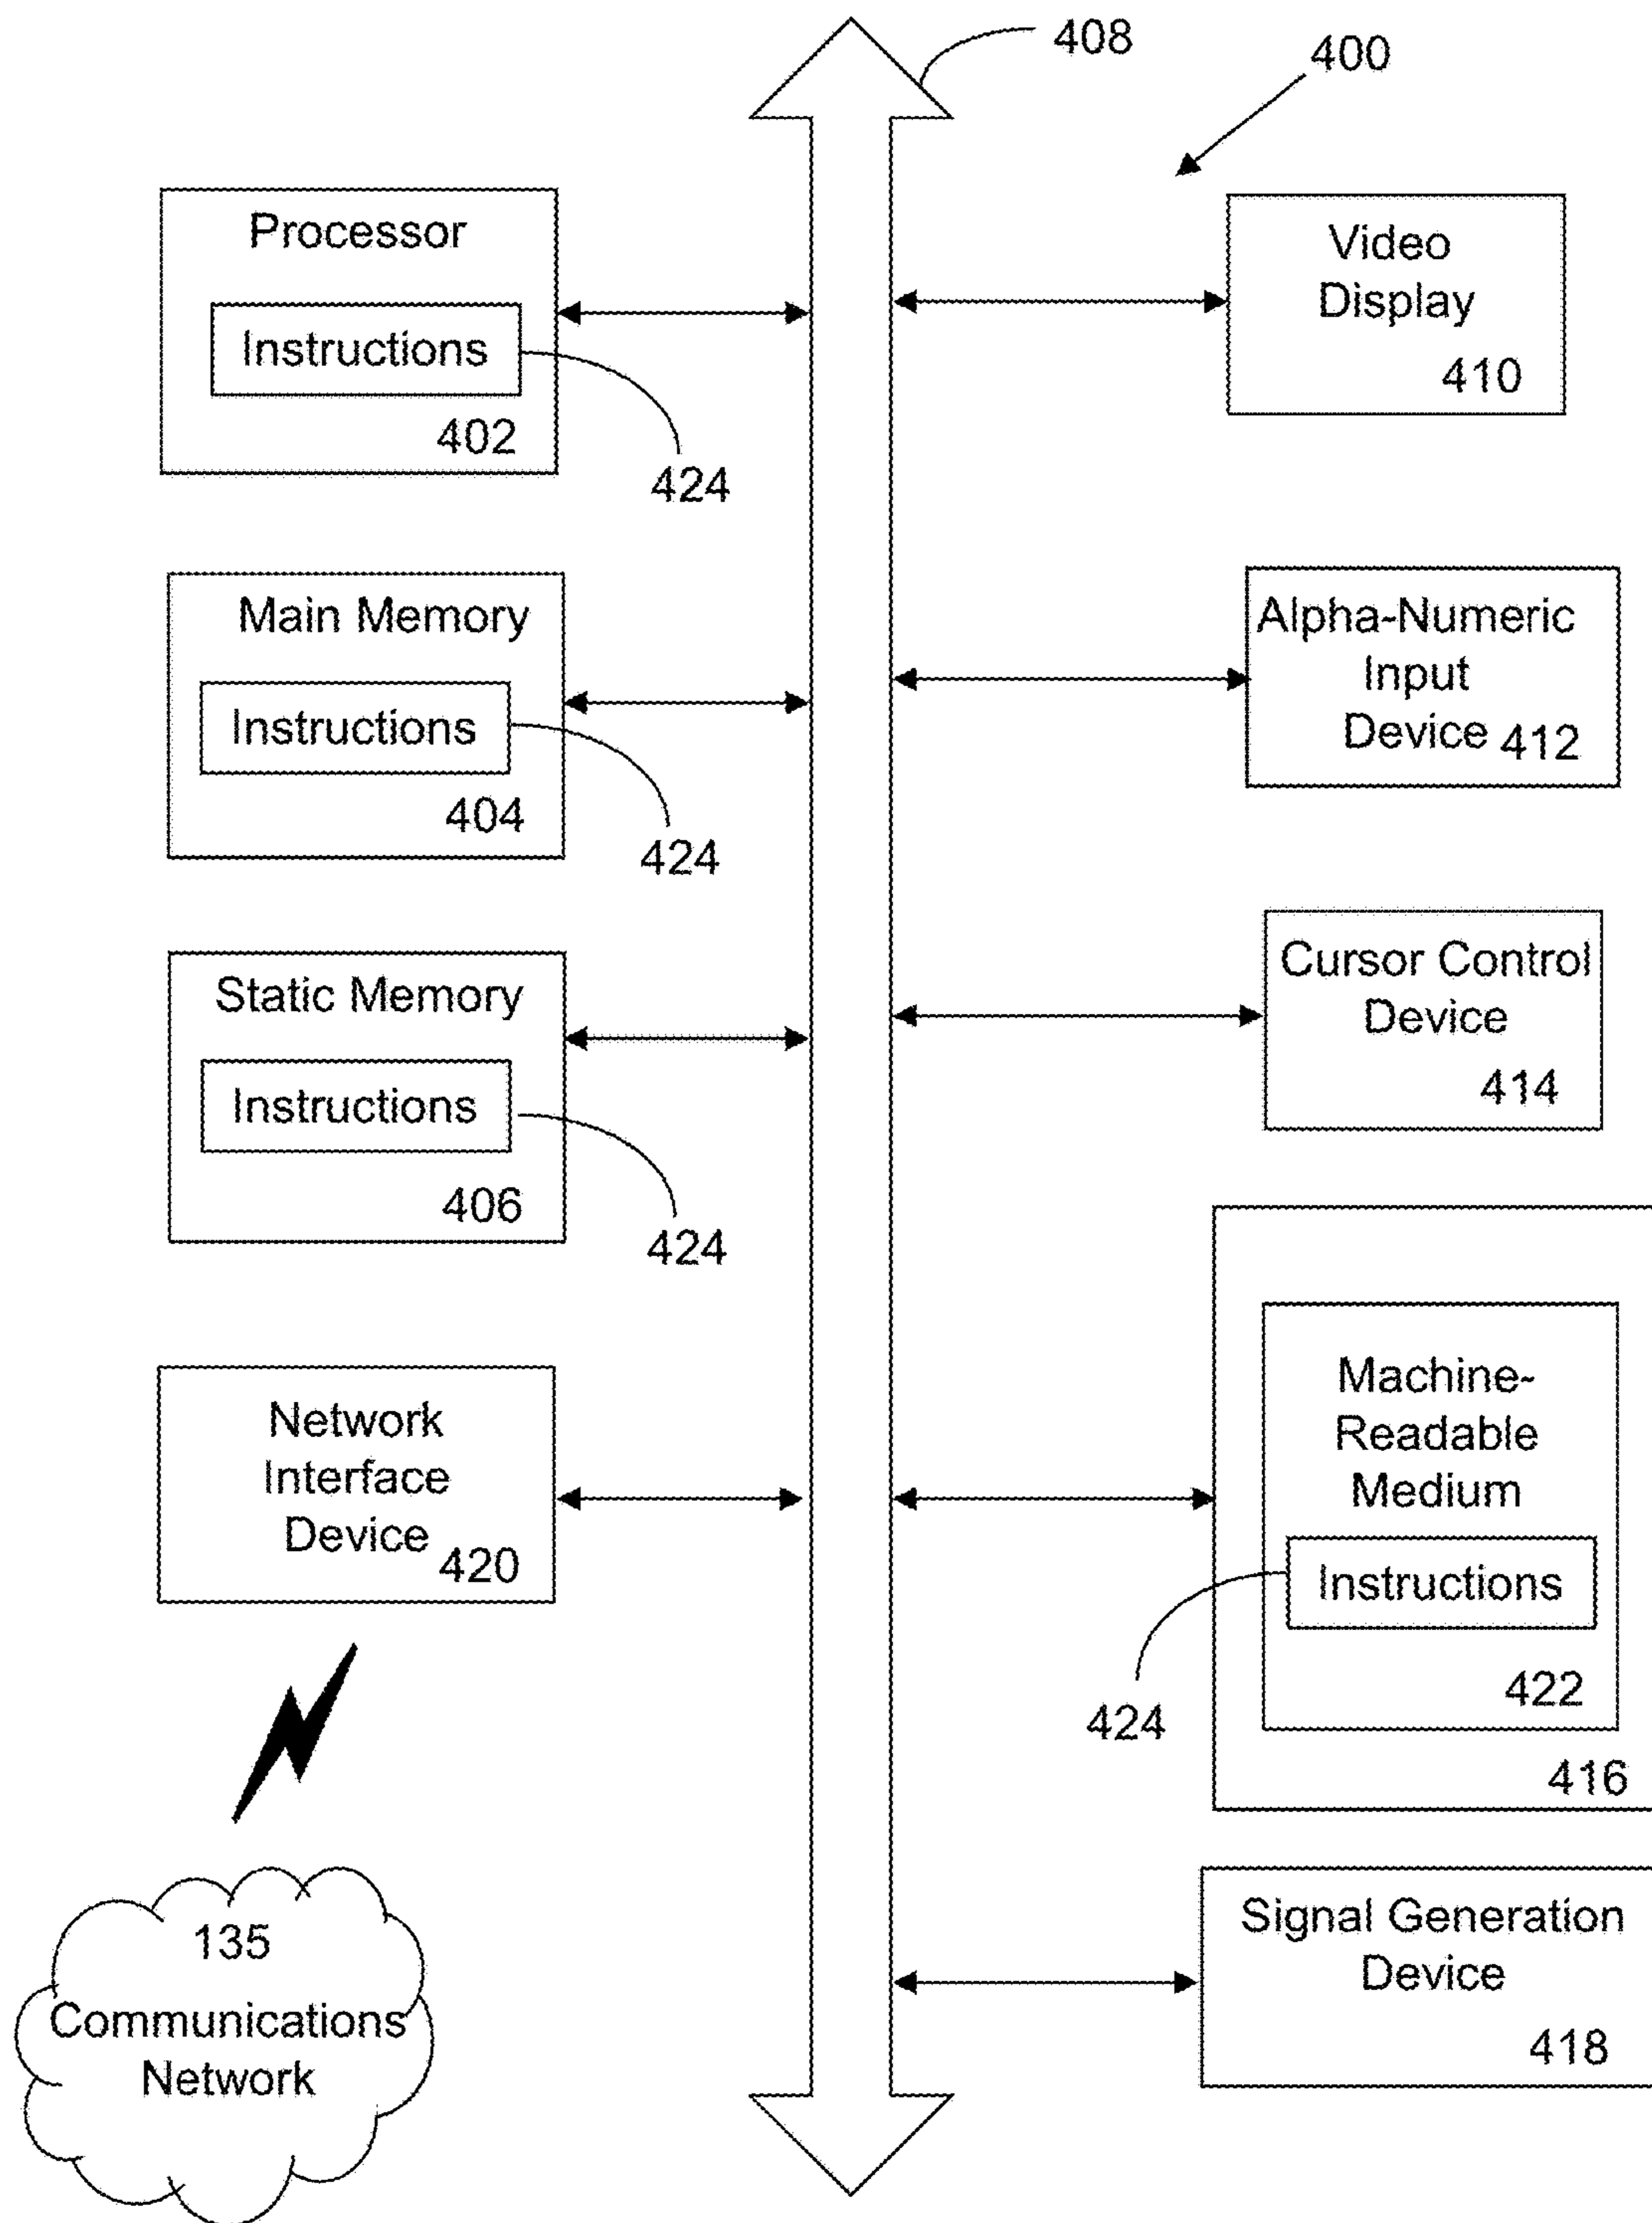 408
400
Processor
Instructions
402
424
Video
Display
410
Main Memory
Instructions
404
424
Alpha-Numeric
Input
Device 412
Static Memory
Instructions
406
424
Cursor Control
Device
414
Network
Interface
Device
420
Machine-
Readable
Medium
Instructions
422
424
416
135
Communications
Network
Signal Generation
Device
418